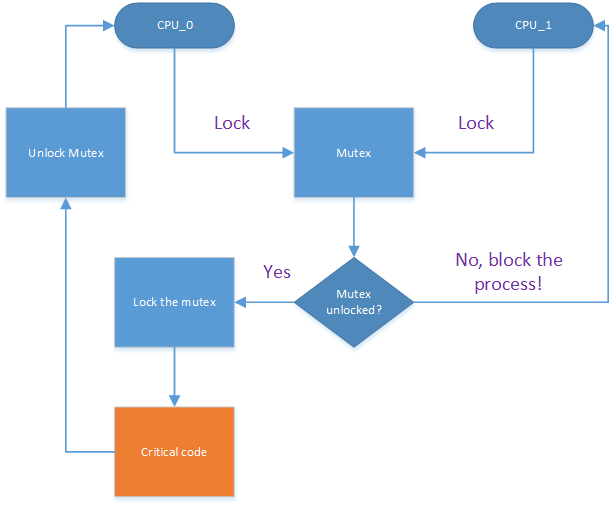 CPU_0
CPU_1
Lock
Lock
Unlock Mutex
Mutex
No, block the
process!
Yes
Mutex
unlocked?
Lock the mutex
Critical code